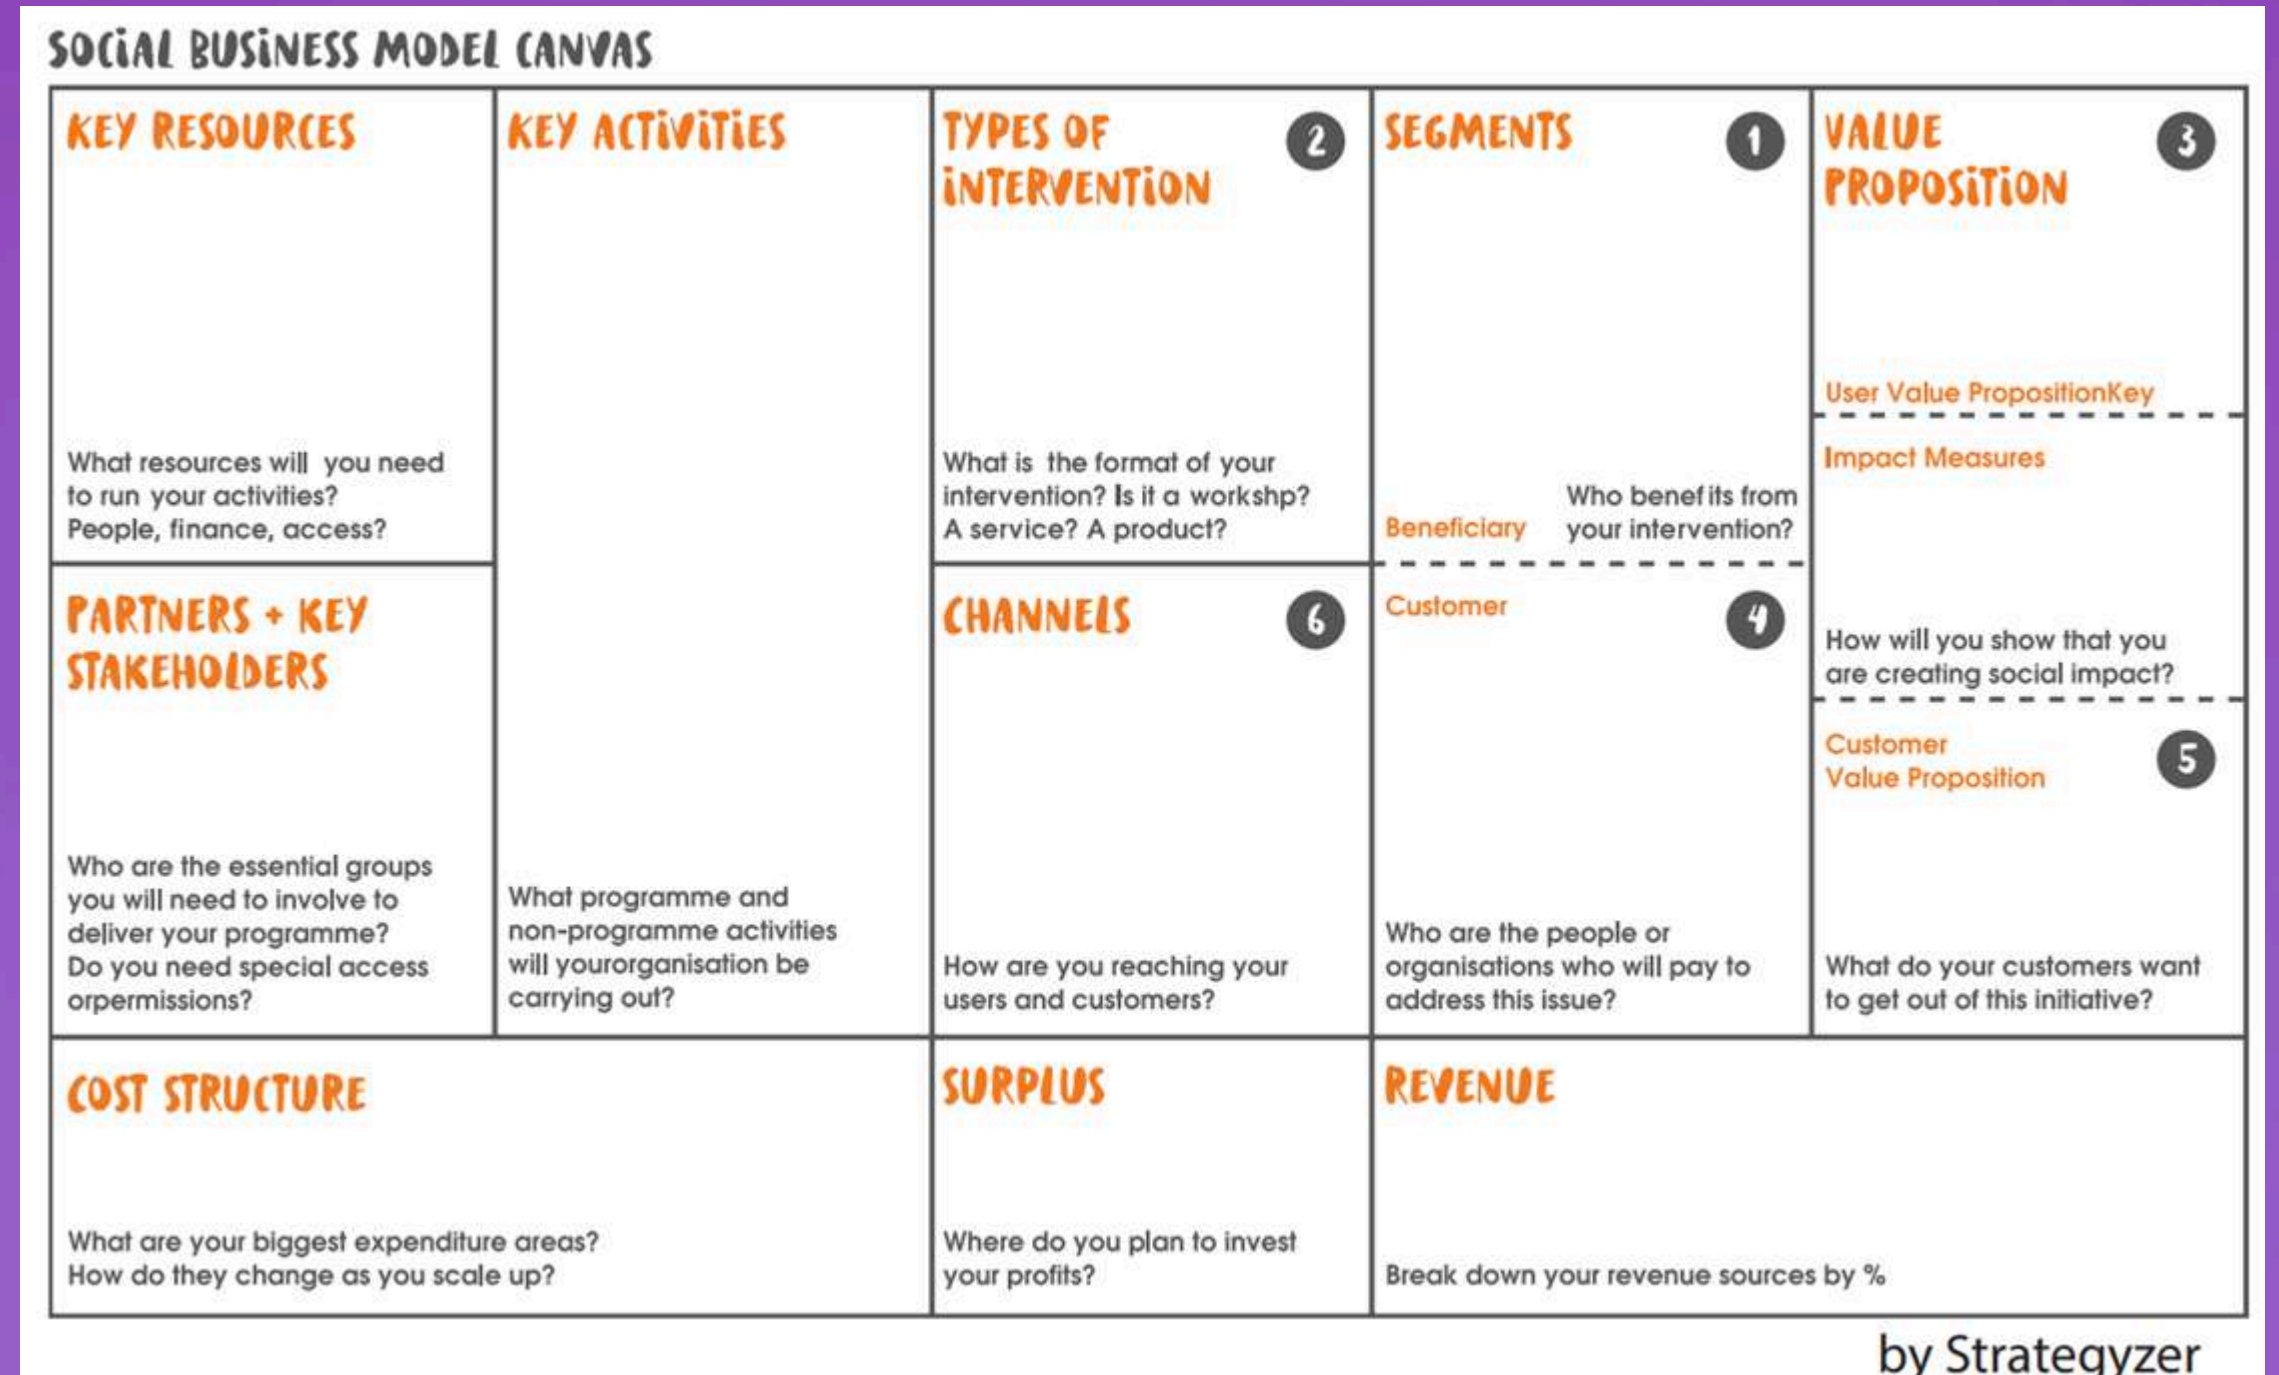 SOCIAL BUSINESS MODEL CANVAS
KEY RESOURCES
What resources will you need
to run your activities?
People, finance, access?
PARTNERS + KEY
STAKEHOLDERS
Who are the essential groups
you will need to involve to
deliver your programme?
Do you need special access
orpermissions?
KEY ACTIVITIES
What programme and
non-programme activities
will yourorganisation be
carrying out?
TYPES OF
INTERVENTION
2
What is the format of your
intervention? Is it a workshp?
A service? A product?
CHANNELS
6
How are you reaching your
users and customers?
SEGMENTS
1
Beneficiary
Who benefits from
your intervention?
Customer
4
Who are the people or
organisations who will pay to
address this issue?
VALUE
PROPOSITION
3
User Value PropositionKey
Impact Measures
How will you show that you
are creating social impact?
Customer
Value Proposition
5
What do your customers want
to get out of this initiative?
COST STRUCTURE
What are your biggest expenditure areas?
How do they change as you scale up?
SURPLUS
Where do you plan to invest
your profits?
REVENUE
Break down your revenue sources by %
by Strategyzer